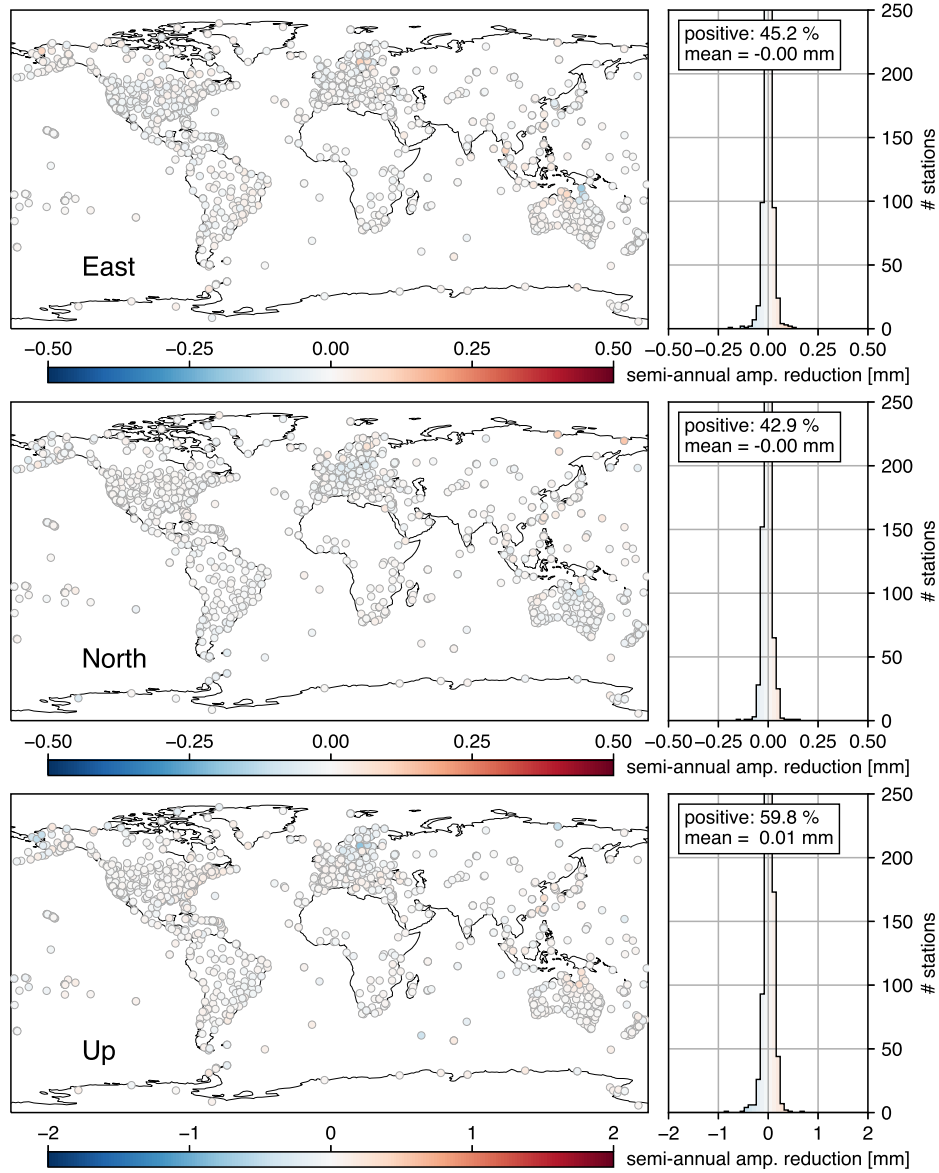 250
positive: 45.2 %
mean = -0.00 mm
200
150
100
50
0
# stations
East
−0.50 −0.25 0.00 0.25 0.50
−0.50 −0.25 0.00 0.25 0.50
semi-annual amp. reduction [mm]
250
positive: 42.9 %
mean = -0.00 mm
200
150
100
50
0
# stations
North
−0.50 −0.25 0.00 0.25 0.50
−0.50 −0.25 0.00 0.25 0.50
semi-annual amp. reduction [mm]
250
positive: 59.8 %
mean = 0.01 mm
200
150
100
50
0
# stations
Up
−2 −1 0 1 2
−2 −1 0 1 2
semi-annual amp. reduction [mm]